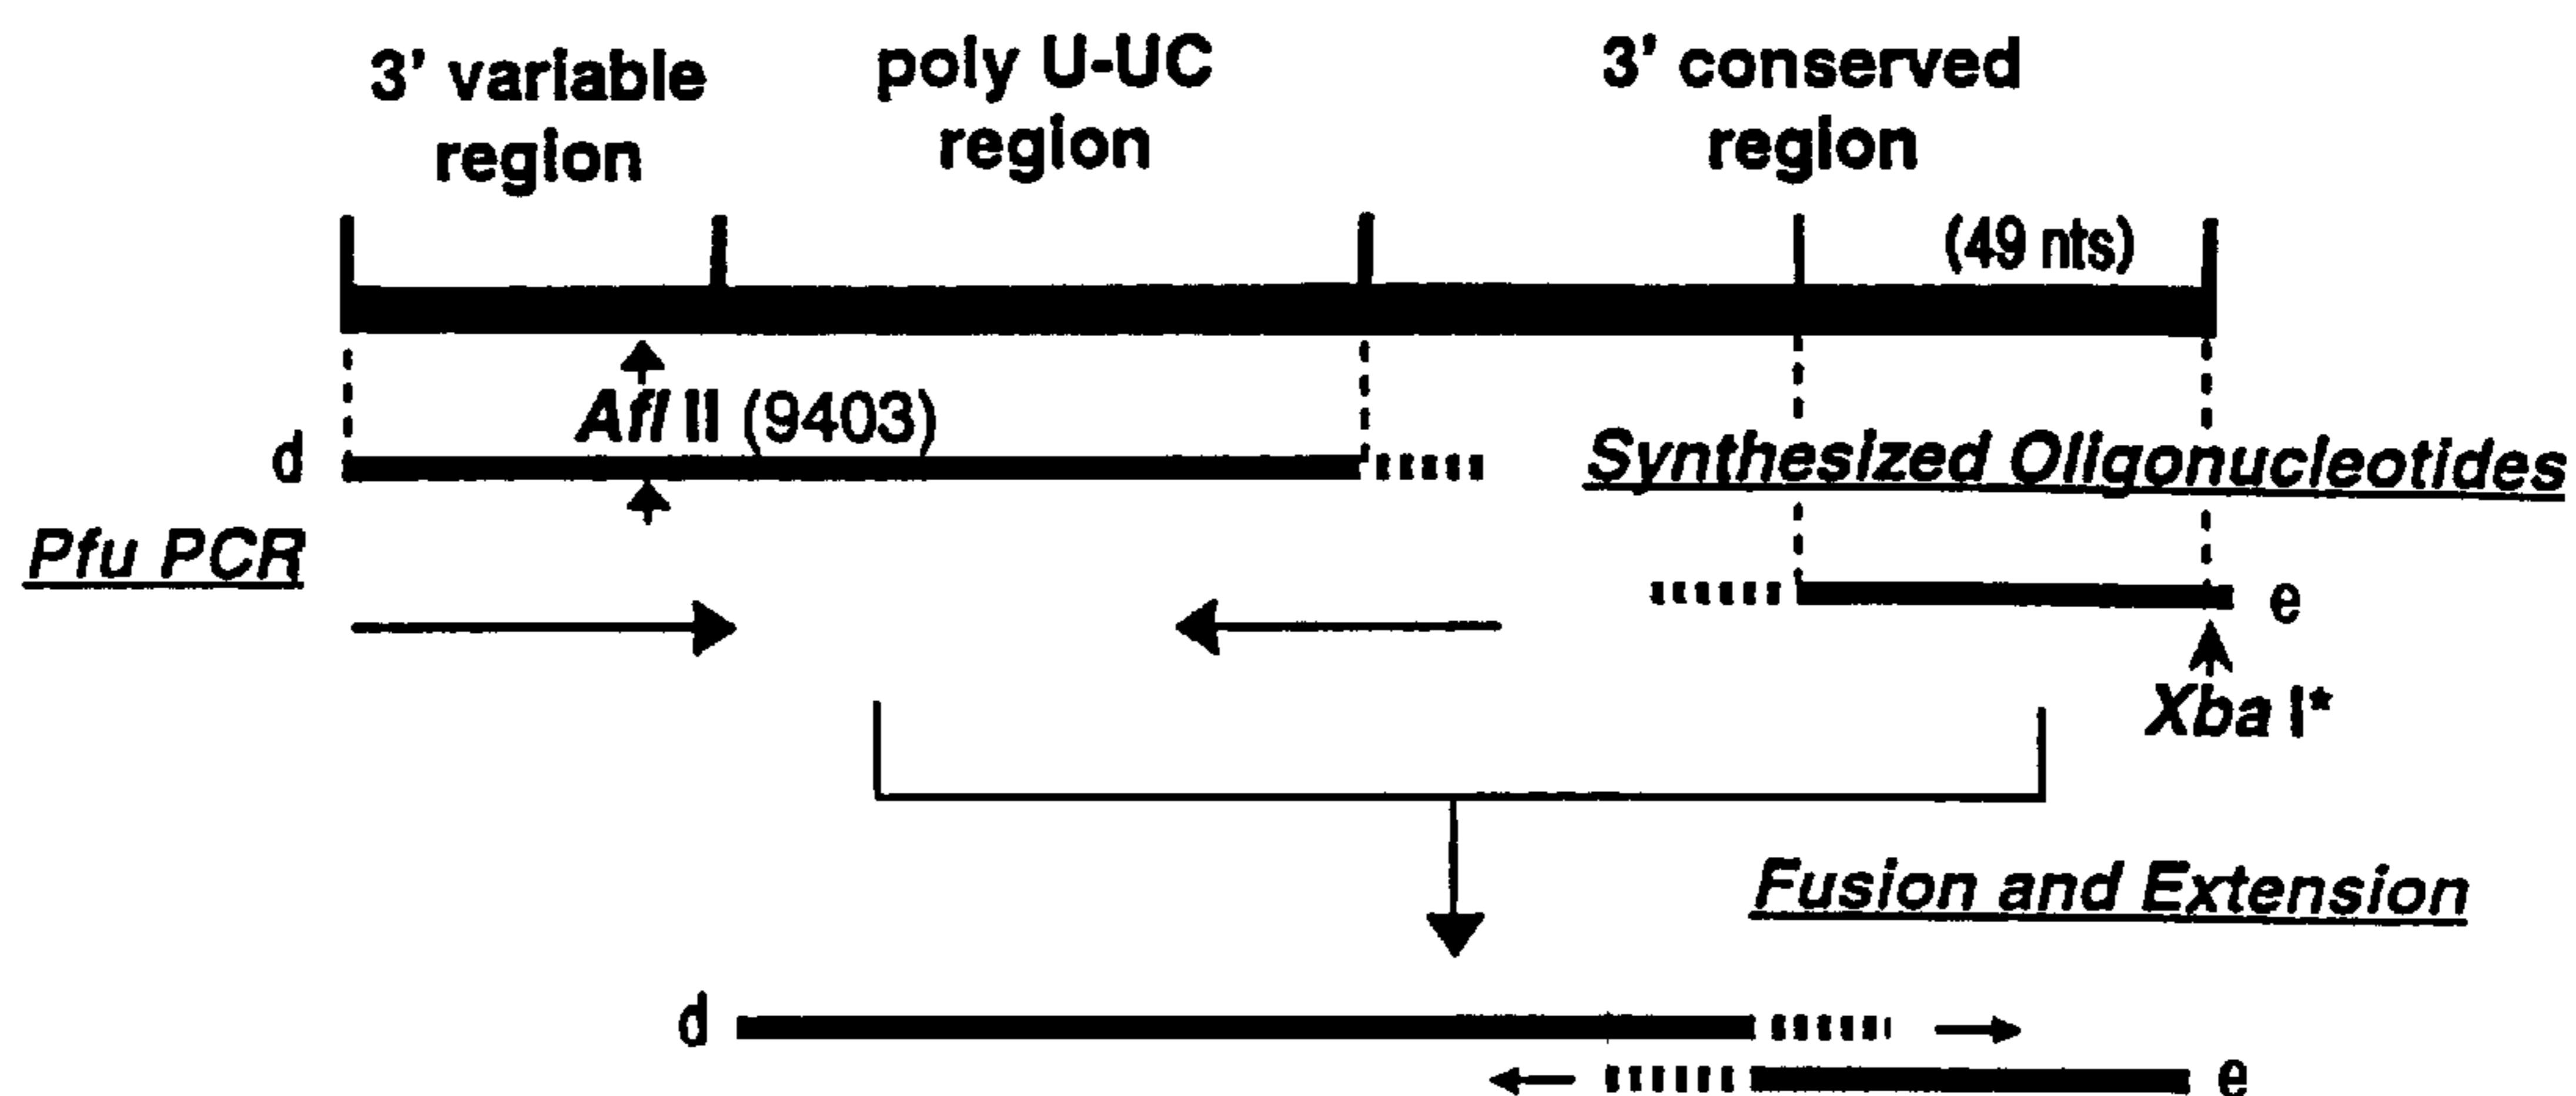 3' variable
region
poly U-UC
region
3' conserved
region
(49 nts)
Afl II (9403)
d
Synthesized Oligonucleotides
Pfu PCR
e
Xba I*
Fusion and Extension
d
e